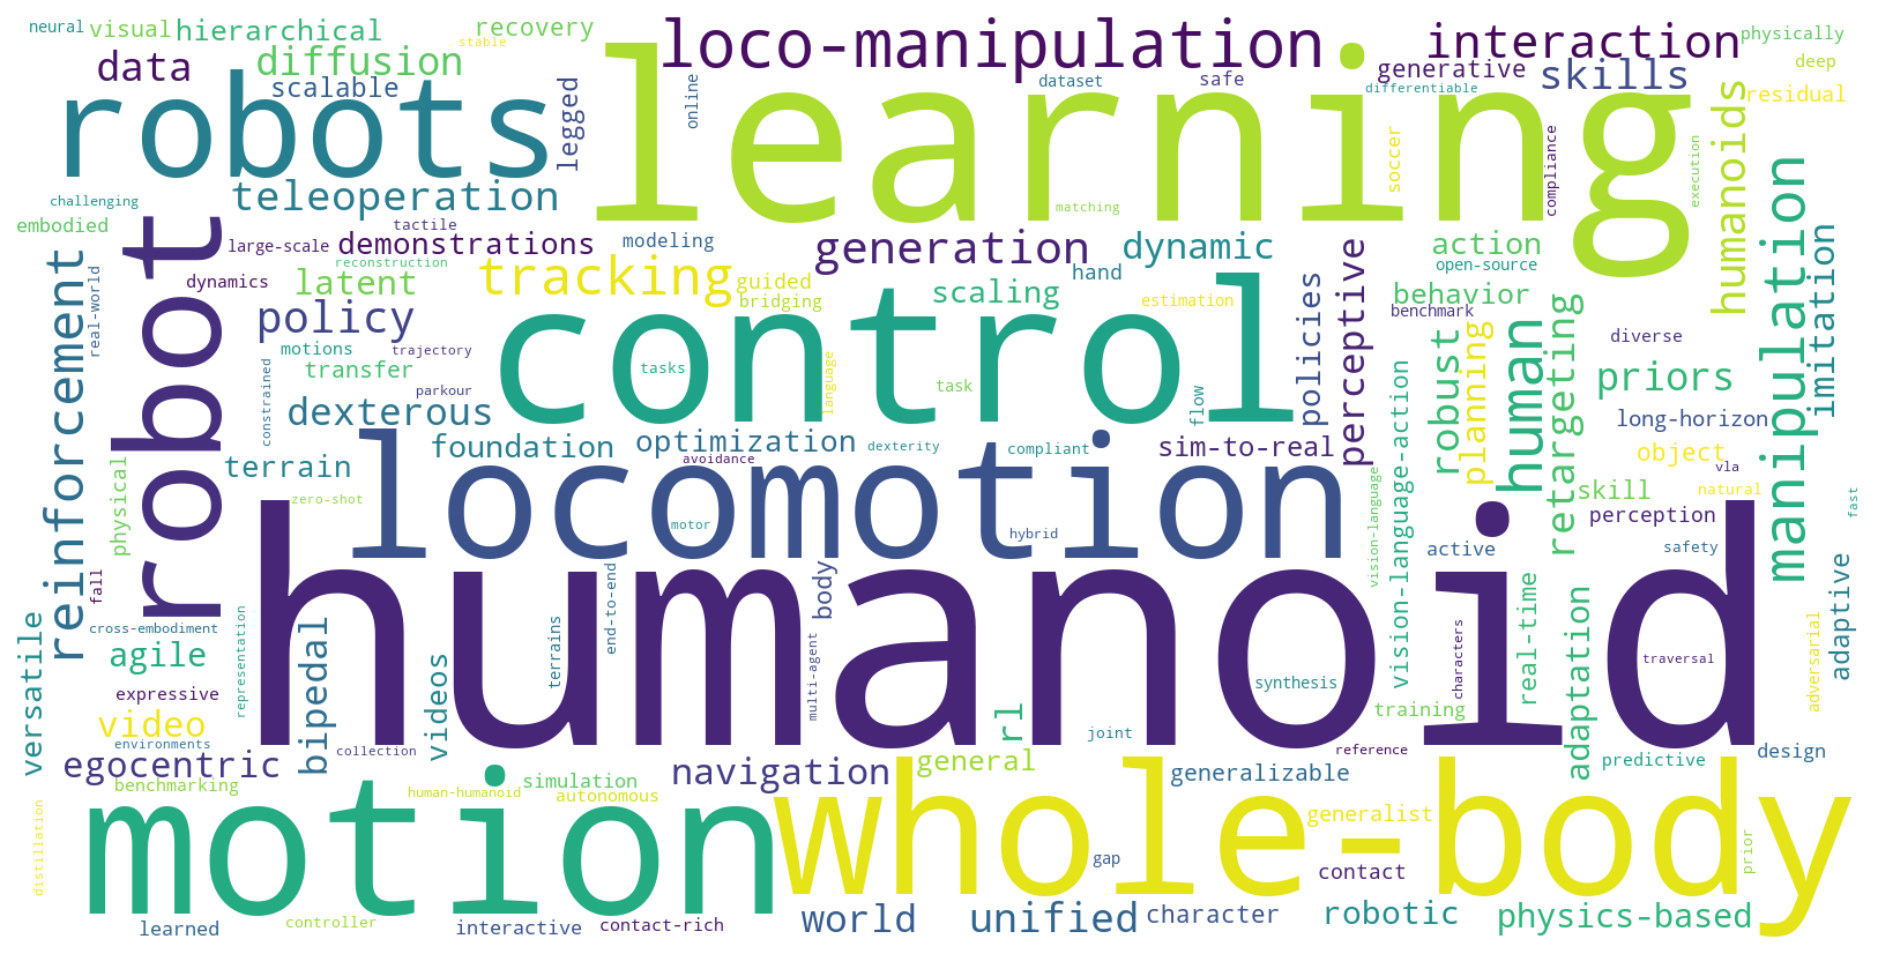 neural
visual
hierarchical
recovery
stable
loco-manipulation
interaction
physically
data
diffusion
scalable
robots
legged
online
learning
dataset
safe
generative
differentiable
skills
deep
residual
humanoids
soccer
compliance
execution
challenging
teleoperation
embodied
tactile
large-scale
demonstrations
modeling
matching
generation
dynamic
action
open-source
manipulation
imitation
robot
reinforcement
real-world
dynamics
reconstruction
latent
tracking
guided
bridging
hand
scaling
estimation
perceptive
policies
behavior
benchmark
policy
motions
trajectory
transfer
parkour
constrained
control
tasks
language
task
flow
robust
planning
human
retargeting
diverse
priors
long-horizon
dexterous
foundation
optimization
avoidance
dexterity
compliant
sim-to-real
vision-language-action
object
vla
terrain
physical
zero-shot
locomotion
motor
hybrid
vision-language
skill
natural
perception
fast
active
safety
fall
humanoid
body
end-to-end
terrains
multi-agent
real-time
adaptation
adaptive
cross-embodiment
representation
agile
versatile
expressive
video
environments
bipedal
videos
collection
synthesis
characters
traversal
adversarial
training
rl
joint
reference
predictive
design
egocentric
benchmarking
human-humanoid
simulation
autonomous
navigation
general
generalizable
generalist
motion
whole-body
distillation
gap
contact
prior
learned
controller
interactive
contact-rich
world
unified
character
robotic
physics-based